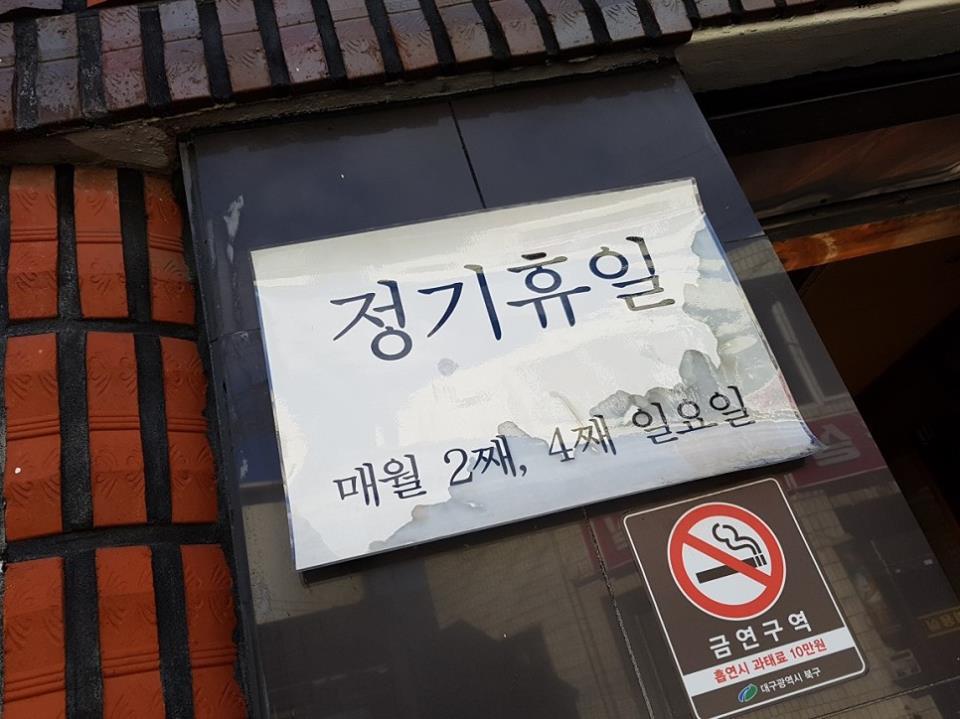 정기휴일
매월 2째, 4째 일요일
금연구역
흡연시 과태료 10만원
대구광역시 북구